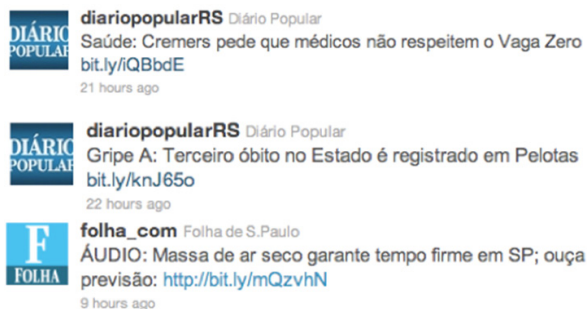 DIÁRIO
POPULAR
diariopopularRS Diário Popular
Saúde: Cremers pede que médicos não respeitem o Vaga Zero
bit.ly/iQBbdE
21 hours ago
DIÁRIO
POPULAR
diariopopularRS Diário Popular
Gripe A: Terceiro óbito no Estado é registrado em Pelotas
bit.ly/knJ65o
22 hours ago
F
FOLHA
folha_com Folha de S.Paulo
ÁUDIO: Massa de ar seco garante tempo firme em SP; ouça
previsão: http://bit.ly/mQzvhN
9 hours ago